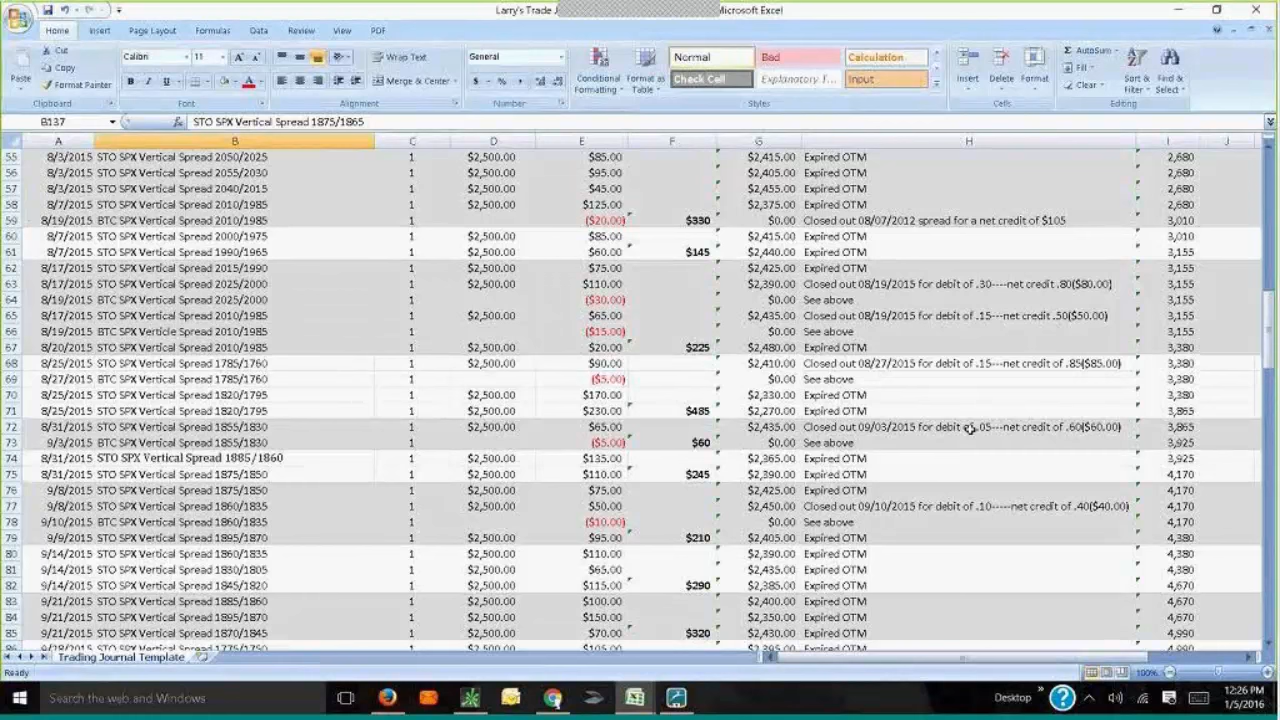 Larry's Trade J Microsoft Excel
Home Insert Page Layout Formulas Data Review View PDF
Paste Cut Copy Format Painter
Calibri 11 Wrap Text Merge & Center
General
Conditional Formatting Format as Table
Normal Bad Calculation
Check Cell Explanatory T... Input
Insert Delete Format
AutoSum Fill Clear Sort & Filter Find & Select
Clipboard Font Alignment Number Styles Cells Editing
B137 fx STO SPX Vertical Spread 1875/1865
A B C D E F G H I J
55 8/3/2015 STO SPX Vertical Spread 2050/2025 1 $2,500.00 $85.00 $2,415.00 Expired OTM 2,680
56 8/3/2015 STO SPX Vertical Spread 2055/2030 1 $2,500.00 $95.00 $2,405.00 Expired OTM 2,680
57 8/3/2015 STO SPX Vertical Spread 2040/2015 1 $2,500.00 $45.00 $2,455.00 Expired OTM 2,680
58 8/7/2015 STO SPX Vertical Spread 2010/1985 1 $2,500.00 $125.00 $2,375.00 Expired OTM 2,680
59 8/19/2015 BTC SPX Vertical Spread 2010/1985 1 ($20.00) $330 $0.00 Closed out 08/07/2012 spread for a net credit of $105 3,010
60 8/7/2015 STO SPX Vertical Spread 2000/1975 1 $2,500.00 $85.00 $2,415.00 Expired OTM 3,010
61 8/7/2015 STO SPX Vertical Spread 1990/1965 1 $2,500.00 $60.00 $145 $2,440.00 Expired OTM 3,155
62 8/17/2015 STO SPX Vertical Spread 2015/1990 1 $2,500.00 $75.00 $2,425.00 Expired OTM 3,155
63 8/17/2015 STO SPX Vertical Spread 2025/2000 1 $2,500.00 $110.00 $2,390.00 Closed out 08/19/2015 for debit of .30----net credit .80($80.00) 3,155
64 8/19/2015 BTC SPX Vertical Spread 2025/2000 1 ($30.00) $0.00 See above 3,155
65 8/17/2015 STO SPX Vertical Spread 2010/1985 1 $2,500.00 $65.00 $2,435.00 Closed out 08/19/2015 for debit of .15---net credit .50($50.00) 3,155
66 8/19/2015 BTC SPX Verticle Spread 2010/1985 1 ($15.00) $0.00 See above 3,155
67 8/20/2015 STO SPX Vertical Spread 2010/1985 1 $2,500.00 $20.00 $225 $2,480.00 Expired OTM 3,380
68 8/25/2015 STO SPX Vertical Spread 1785/1760 1 $2,500.00 $90.00 $2,410.00 Closed out 08/27/2015 for debit of .15---net credit of .85($85.00) 3,380
69 8/27/2015 BTC SPX Vertical Spread 1785/1760 1 ($5.00) $0.00 See above 3,380
70 8/25/2015 STO SPX Vertical Spread 1820/1795 1 $2,500.00 $170.00 $2,330.00 Expired OTM 3,380
71 8/25/2015 STO SPX Vertical Spread 1820/1795 1 $2,500.00 $230.00 $485 $2,270.00 Expired OTM 3,865
72 8/31/2015 STO SPX Vertical Spread 1855/1830 1 $2,500.00 $65.00 $2,435.00 Closed out 09/03/2015 for debit of .05---net credit of .60($60.00) 3,865
73 9/3/2015 BTC SPX Vertical Spread 1855/1830 1 ($5.00) $60 $0.00 See above 3,925
74 8/31/2015 STO SPX Vertical Spread 1885/1860 1 $2,500.00 $135.00 $2,365.00 Expired OTM 3,925
75 8/31/2015 STO SPX Vertical Spread 1875/1850 1 $2,500.00 $110.00 $245 $2,390.00 Expired OTM 4,170
76 9/8/2015 STO SPX Vertical Spread 1875/1850 1 $2,500.00 $75.00 $2,425.00 Expired OTM 4,170
77 9/8/2015 STO SPX Vertical Spread 1860/1835 1 $2,500.00 $50.00 $2,450.00 Closed out 09/10/2015 for debit of .10-----net credit of .40($40.00) 4,170
78 9/10/2015 BTC SPX Vertical Spread 1860/1835 1 ($10.00) $0.00 See above 4,170
79 9/9/2015 STO SPX Vertical Spread 1895/1870 1 $2,500.00 $95.00 $210 $2,405.00 Expired OTM 4,380
80 9/14/2015 STO SPX Vertical Spread 1860/1835 1 $2,500.00 $110.00 $2,390.00 Expired OTM 4,380
81 9/14/2015 STO SPX Vertical Spread 1830/1805 1 $2,500.00 $65.00 $2,435.00 Expired OTM 4,380
82 9/14/2015 STO SPX Vertical Spread 1845/1820 1 $2,500.00 $115.00 $290 $2,385.00 Expired OTM 4,670
83 9/21/2015 STO SPX Vertical Spread 1885/1860 1 $2,500.00 $100.00 $2,400.00 Expired OTM 4,670
84 9/21/2015 STO SPX Vertical Spread 1895/1870 1 $2,500.00 $150.00 $2,350.00 Expired OTM 4,670
85 9/21/2015 STO SPX Vertical Spread 1870/1845 1 $2,500.00 $70.00 $320 $2,430.00 Expired OTM 4,990
Trading Journal Template
Ready 100%
Search the web and Windows Desktop 12:26 PM
1/5/2016